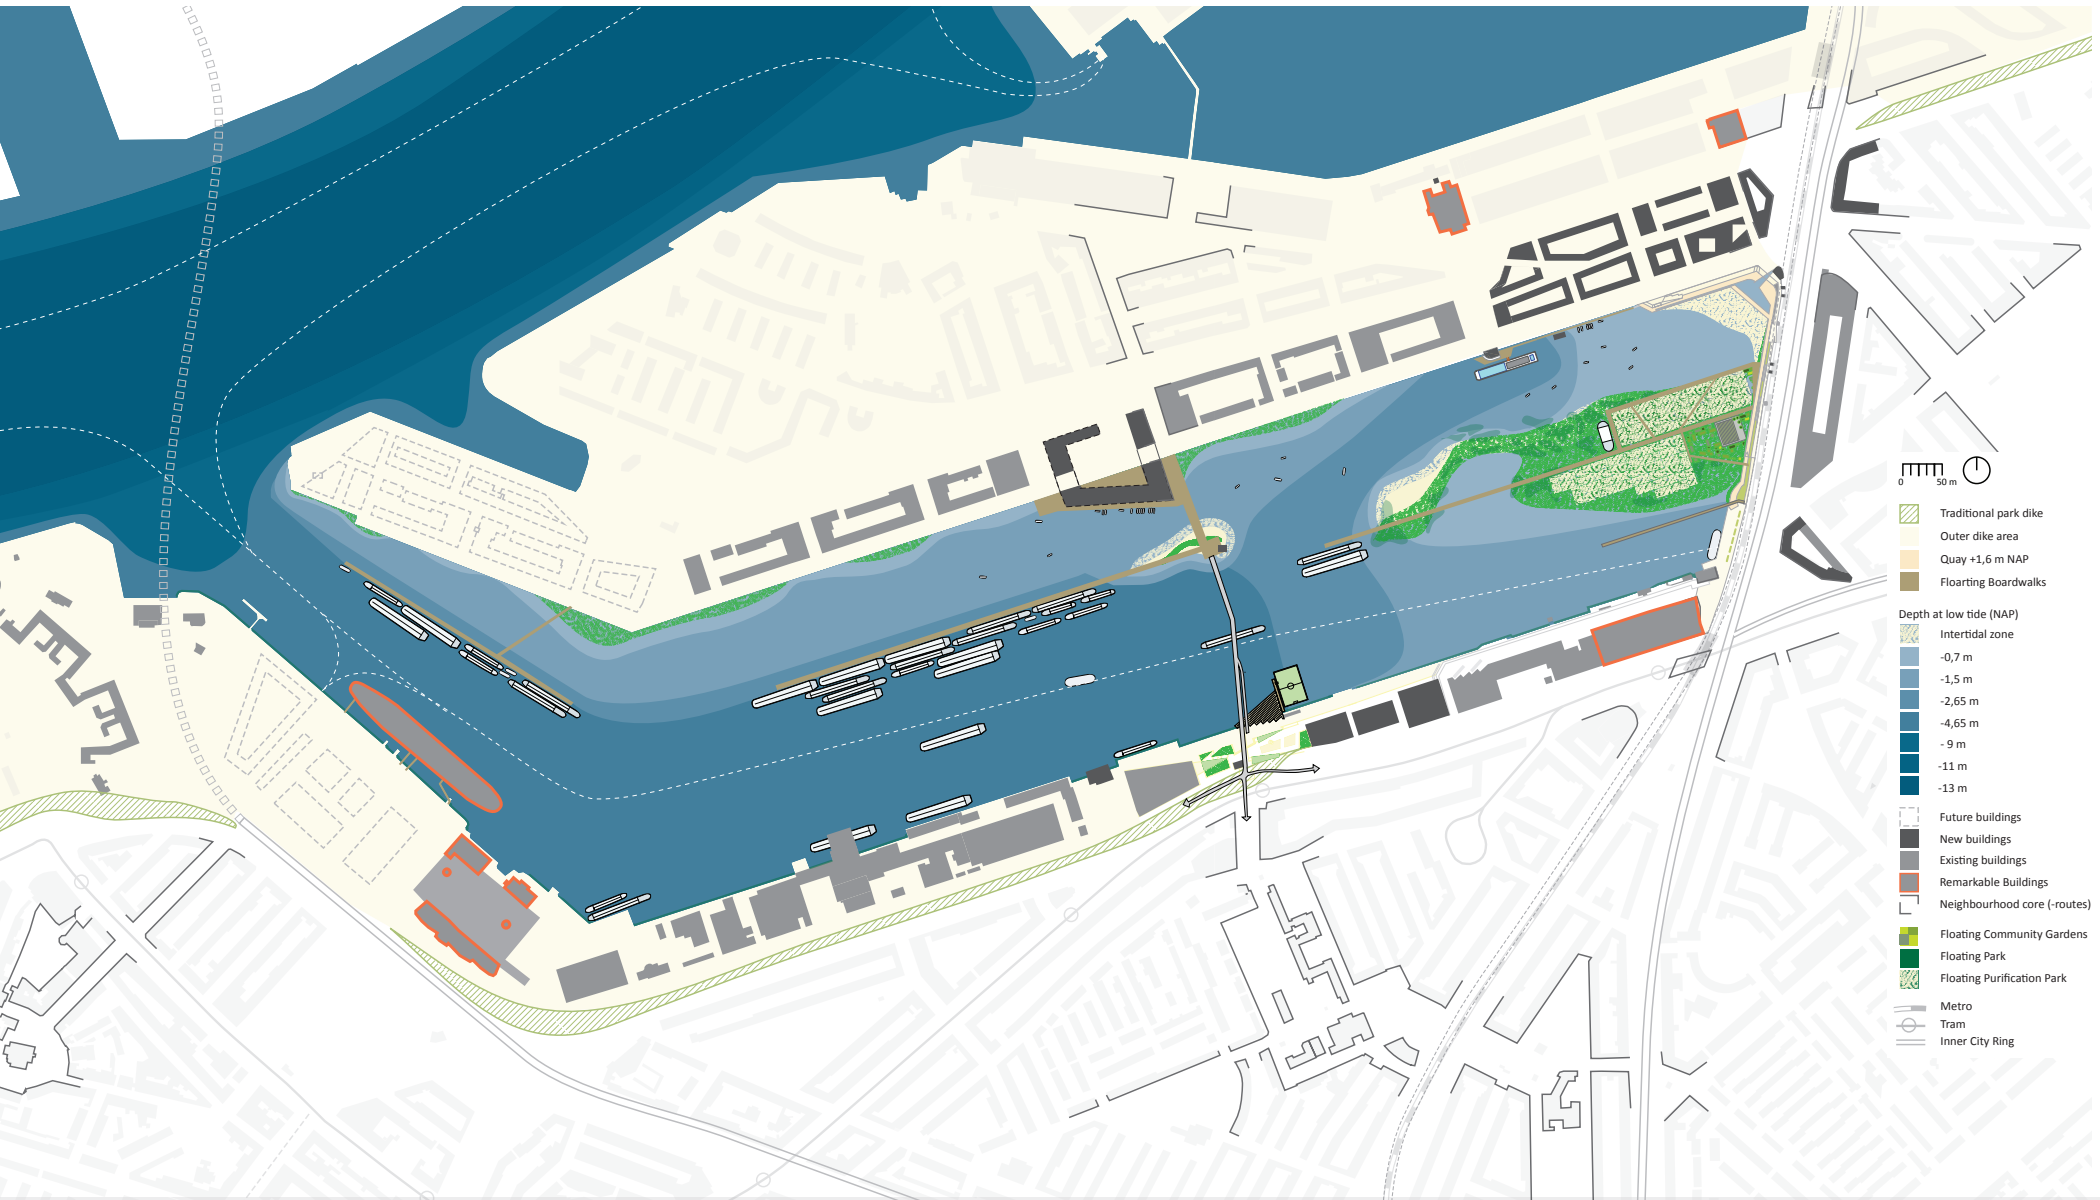 0 50 m
Traditional park dike
Outer dike area
Quay +1,6 m NAP
Floarting Boardwalks
Depth at low tide (NAP)
Intertidal zone
-0,7 m
-1,5 m
-2,65 m
-4,65 m
- 9 m
-11 m
-13 m
Future buildings
New buildings
Existing buildings
Remarkable Buildings
Neighbourhood core (-routes)
Floating Community Gardens
Floating Park
Floating Purification Park
Metro
Tram
Inner City Ring